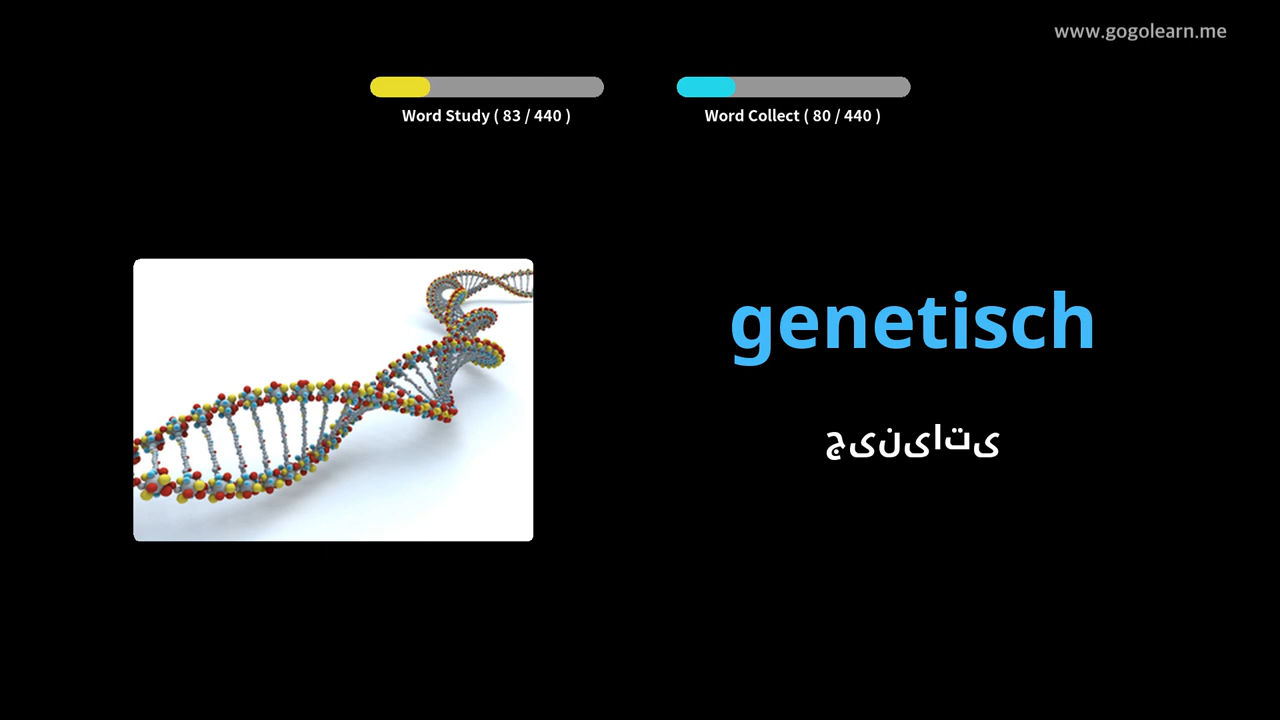 www.gogolearn.me
Word Study ( 83 / 440 )
Word Collect ( 80 / 440 )
genetisch
جینیاتی